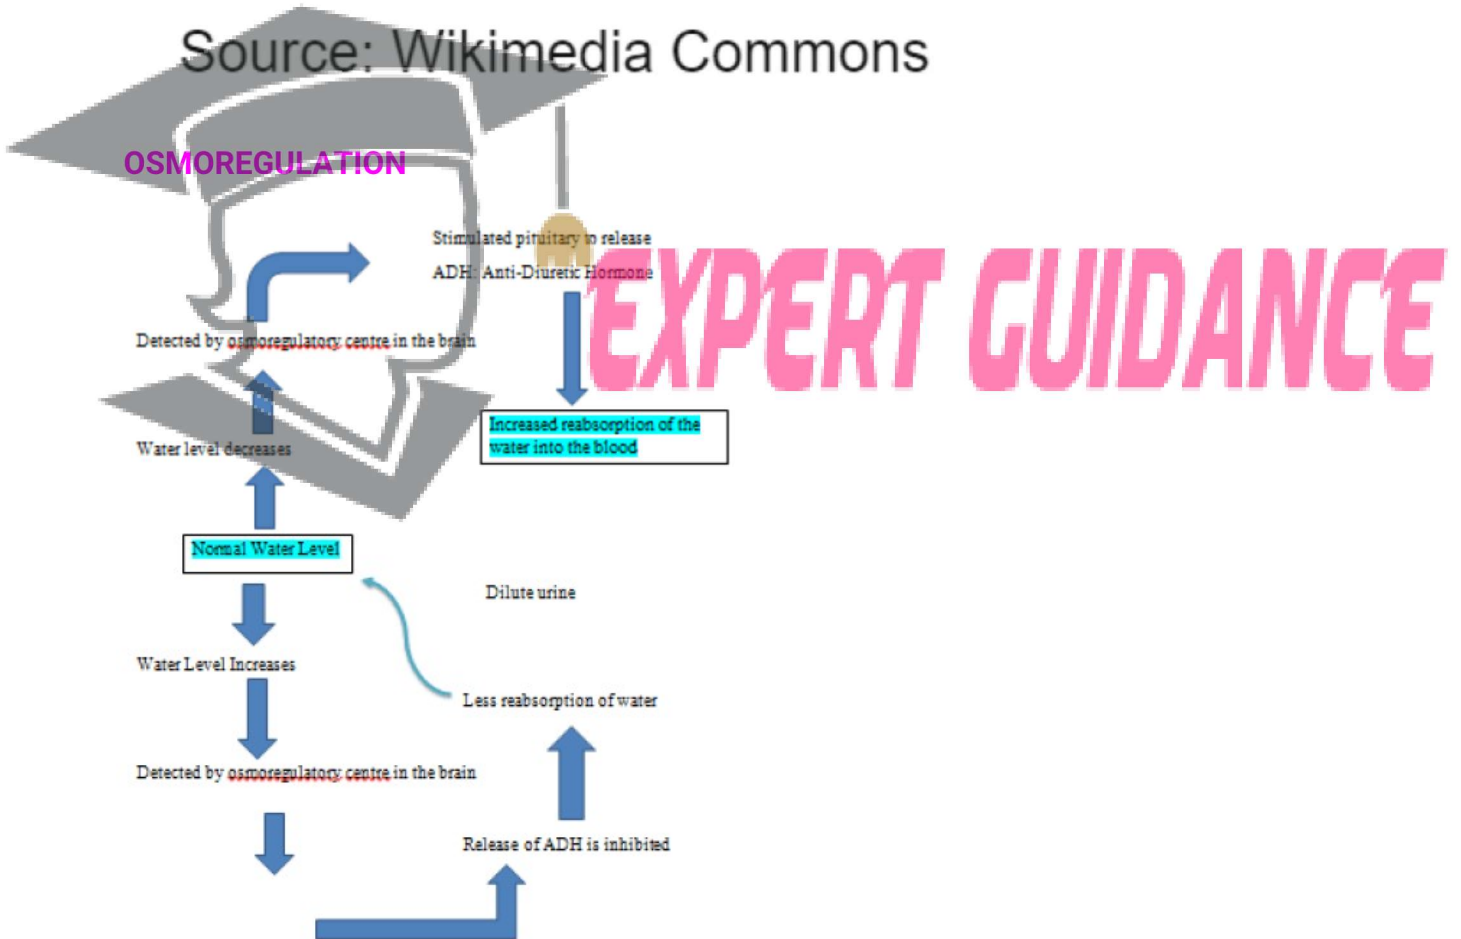 Source: Wikimedia Commons
OSMOREGULATION
Stimulated pituitary to release
ADH: Anti-Diuretic Hormone
EXPERT GUIDANCE
Detected by osmoregulatory centre in the brain
Increased reabsorption of the
water into the blood
Water level decreases
Normal Water Level
Dilute urine
Water Level Increases
Less reabsorption of water
Detected by osmoregulatory centre in the brain
Release of ADH is inhibited